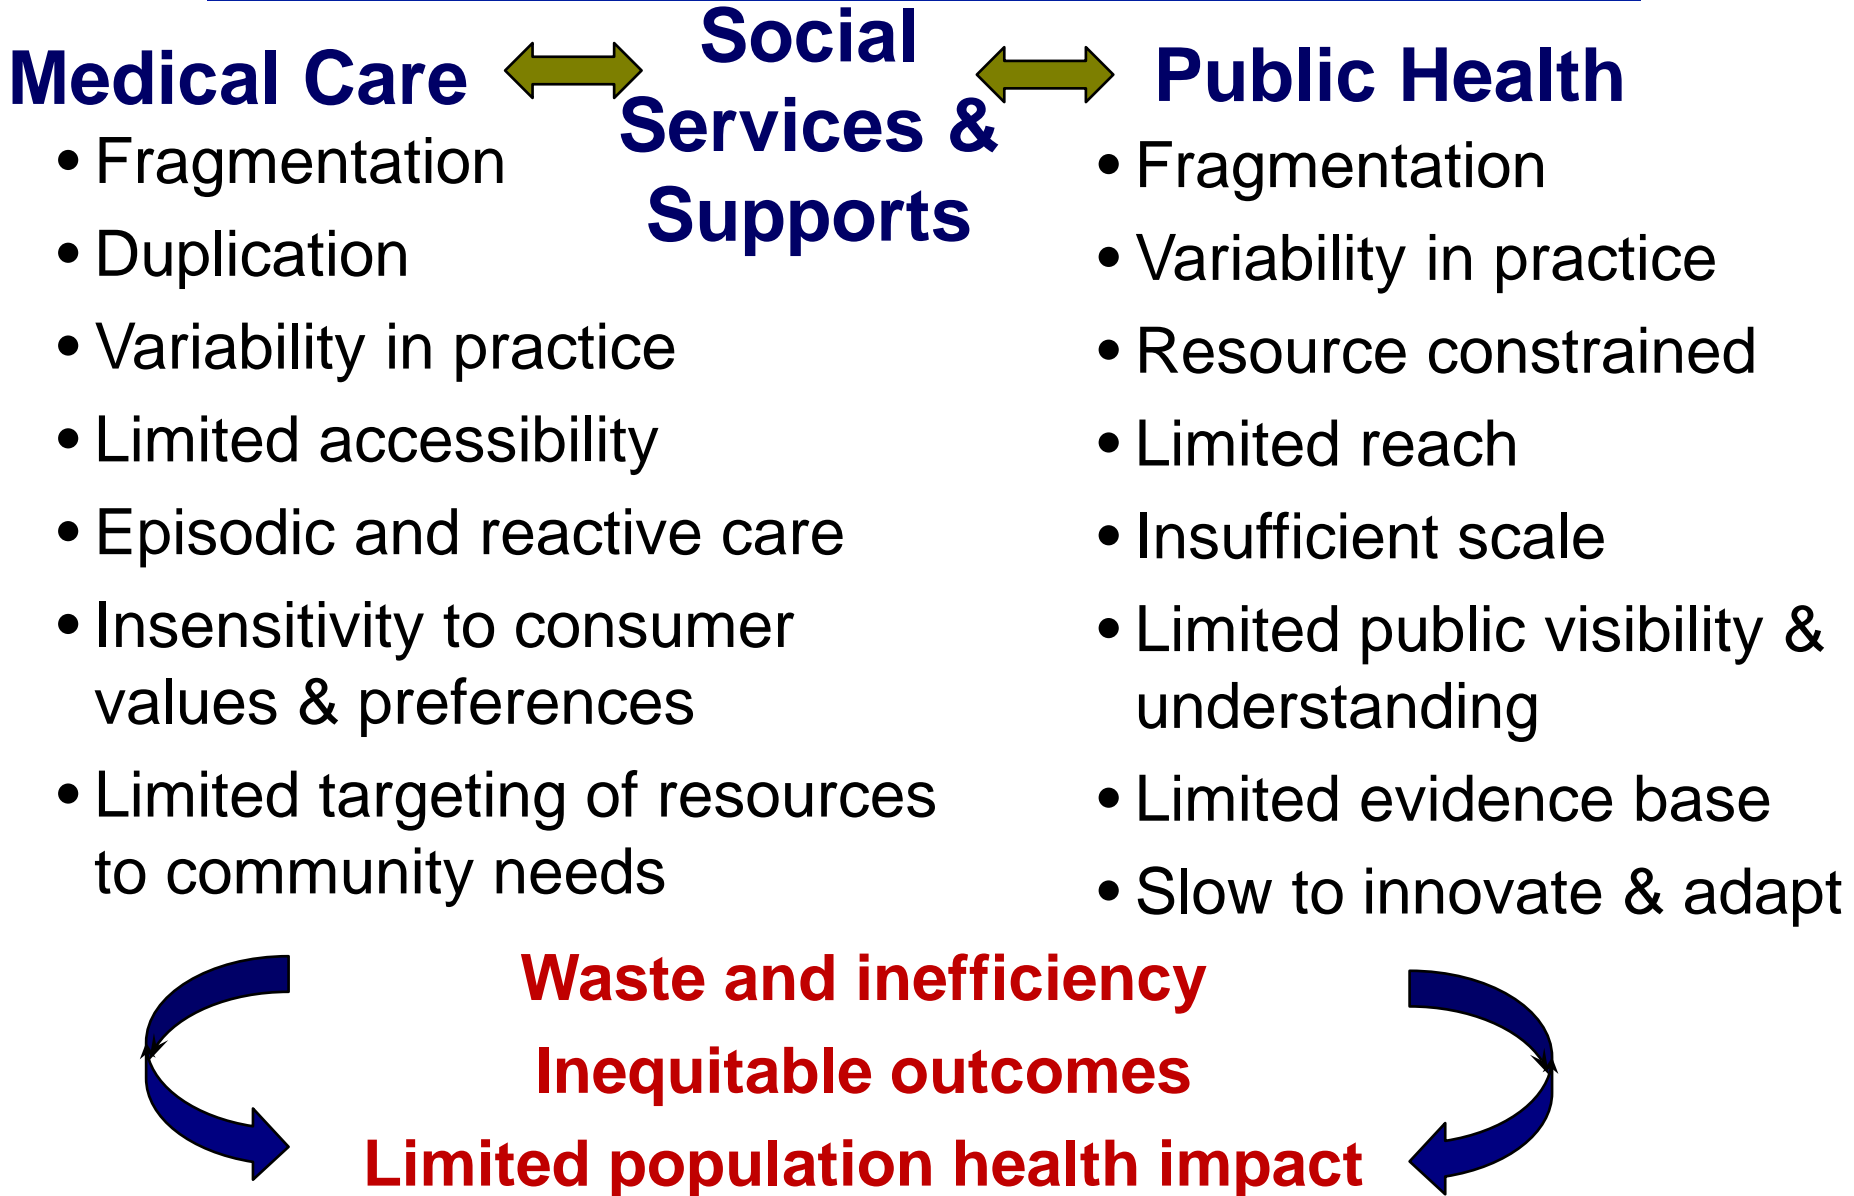 Medical Care
• Fragmentation
• Duplication
• Variability in practice
• Limited accessibility
• Episodic and reactive care
• Insensitivity to consumer
values & preferences
• Limited targeting of resources
to community needs
Social
Services &
Supports
Public Health
• Fragmentation
• Variability in practice
• Resource constrained
• Limited reach
• Insufficient scale
• Limited public visibility &
understanding
• Limited evidence base
• Slow to innovate & adapt
Waste and inefficiency
Inequitable outcomes
Limited population health impact